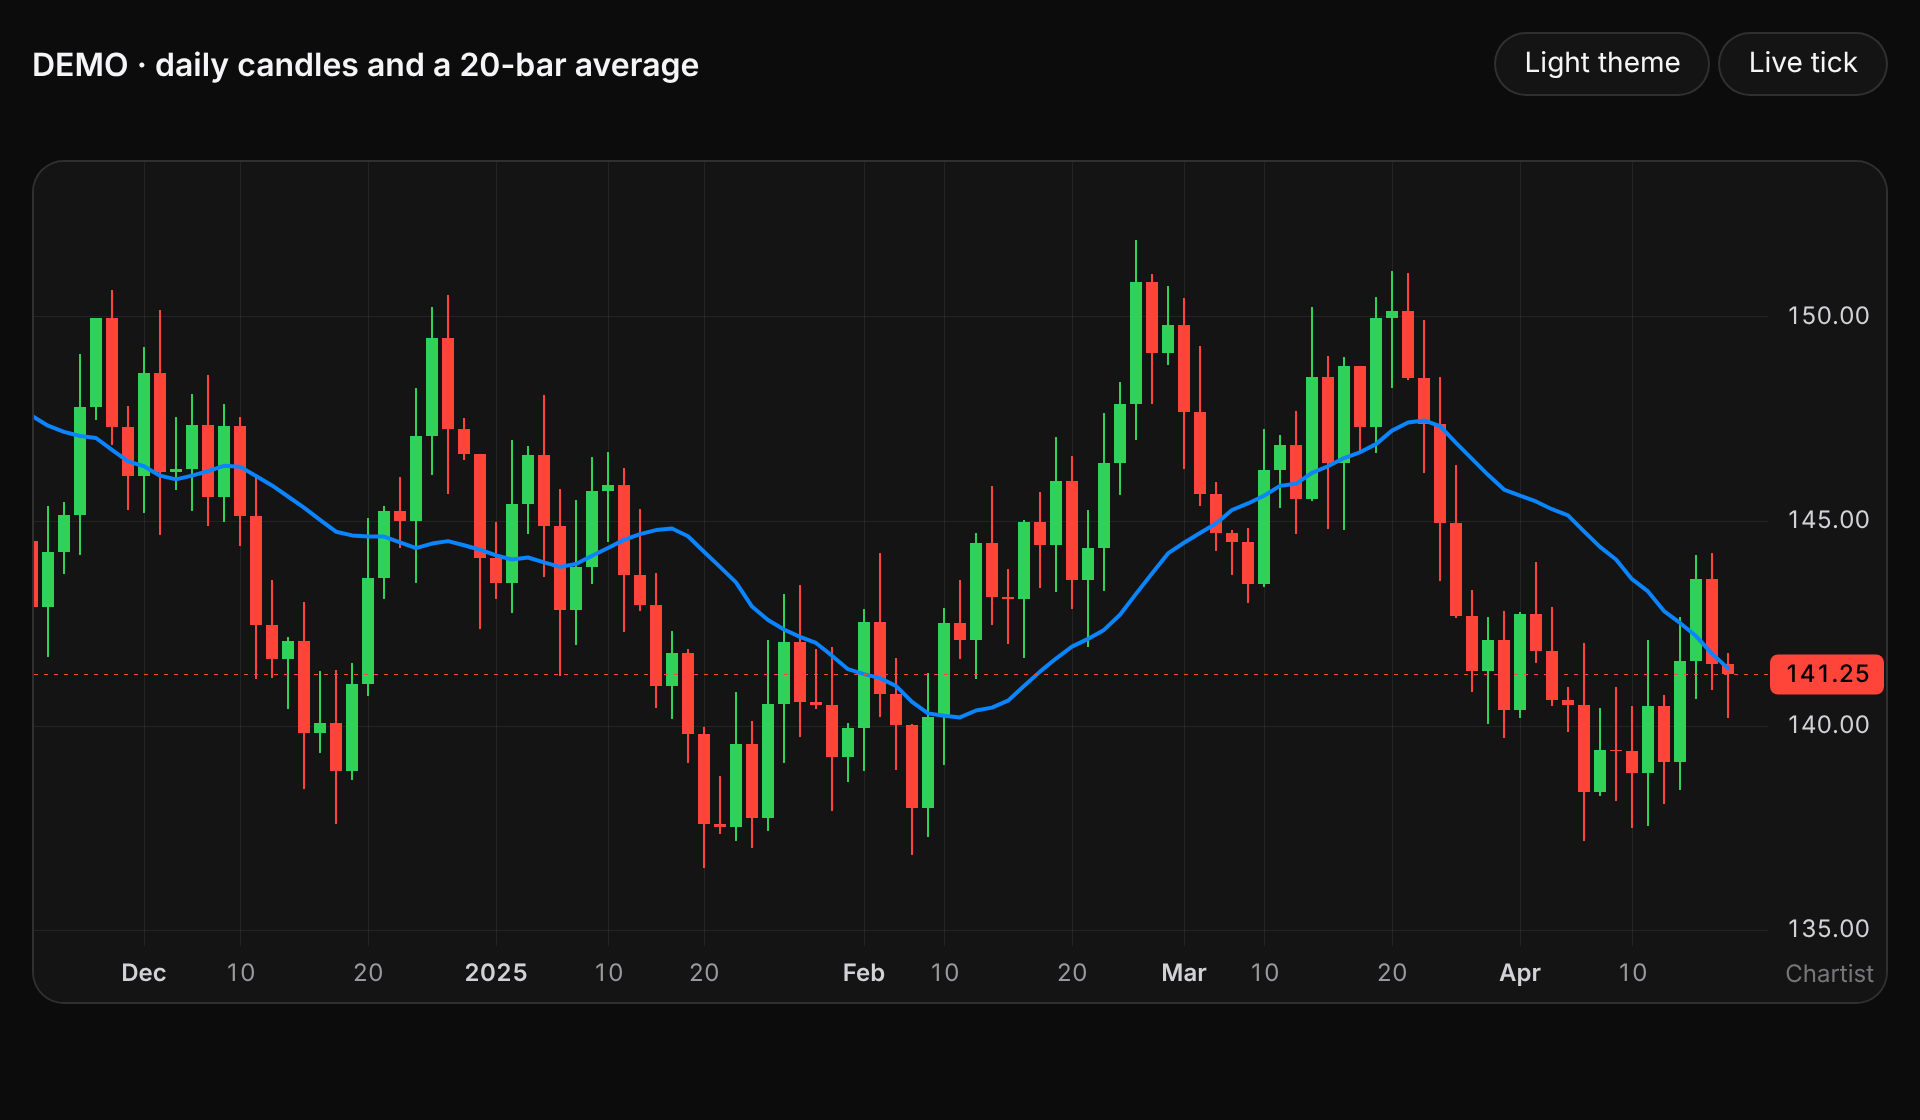 DEMO · daily candles and a 20-bar average
Light theme
Live tick
150.00
145.00
141.25
140.00
135.00
Dec 10 20 2025 10 20 Feb 10 20 Mar 10 20 Apr 10
Chartist